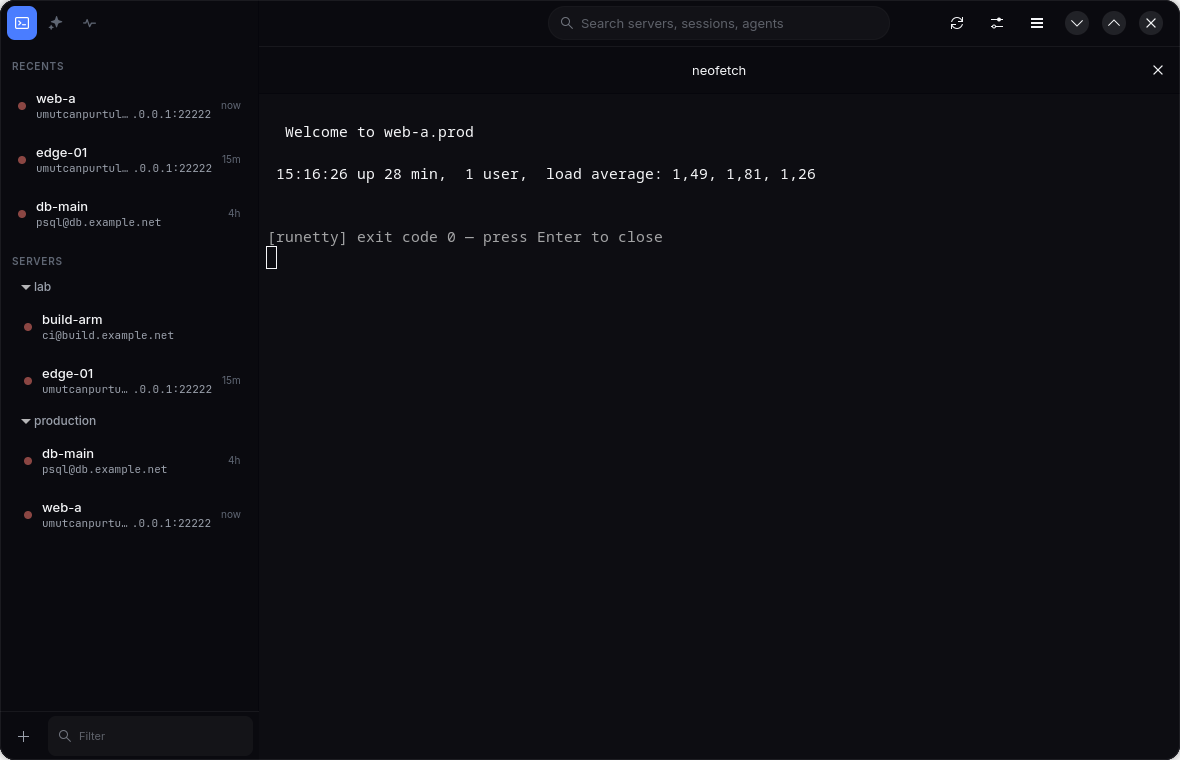 Search servers, sessions, agents
RECENTS
web-a
umutcanpurtul… .0.0.1:22222
now
edge-01
umutcanpurtul… .0.0.1:22222
15m
db-main
psql@db.example.net
4h
SERVERS
lab
build-arm
ci@build.example.net
edge-01
umutcanpurtu… .0.0.1:22222
15m
production
db-main
psql@db.example.net
4h
web-a
umutcanpurtu… .0.0.1:22222
now
Filter
neofetch
Welcome to web-a.prod
15:16:26 up 28 min,  1 user,  load average: 1,49, 1,81, 1,26
[runetty] exit code 0 — press Enter to close